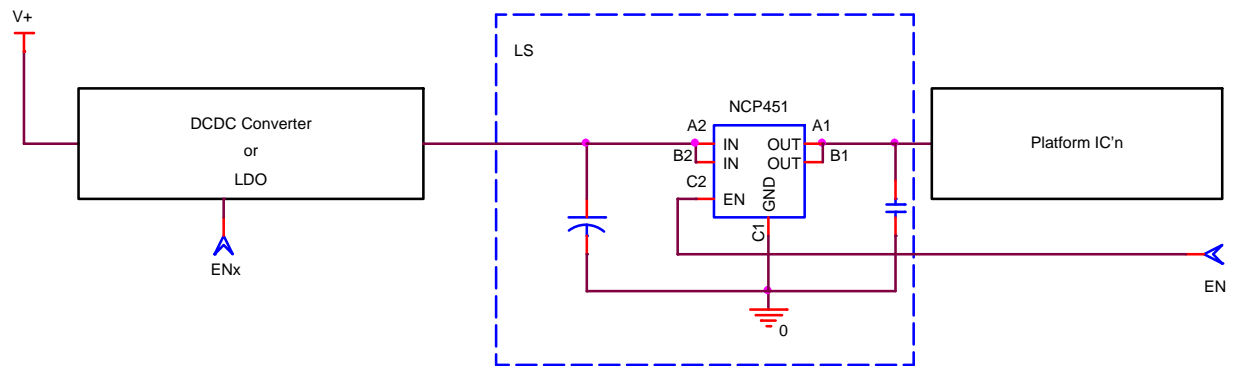 V+
LS
DCDC Converter
or
LDO
ENx
NCP451
A2
A1
IN
OUT
B2
B1
IN
OUT
C2
EN
GND
C1
0
Platform IC'n
EN